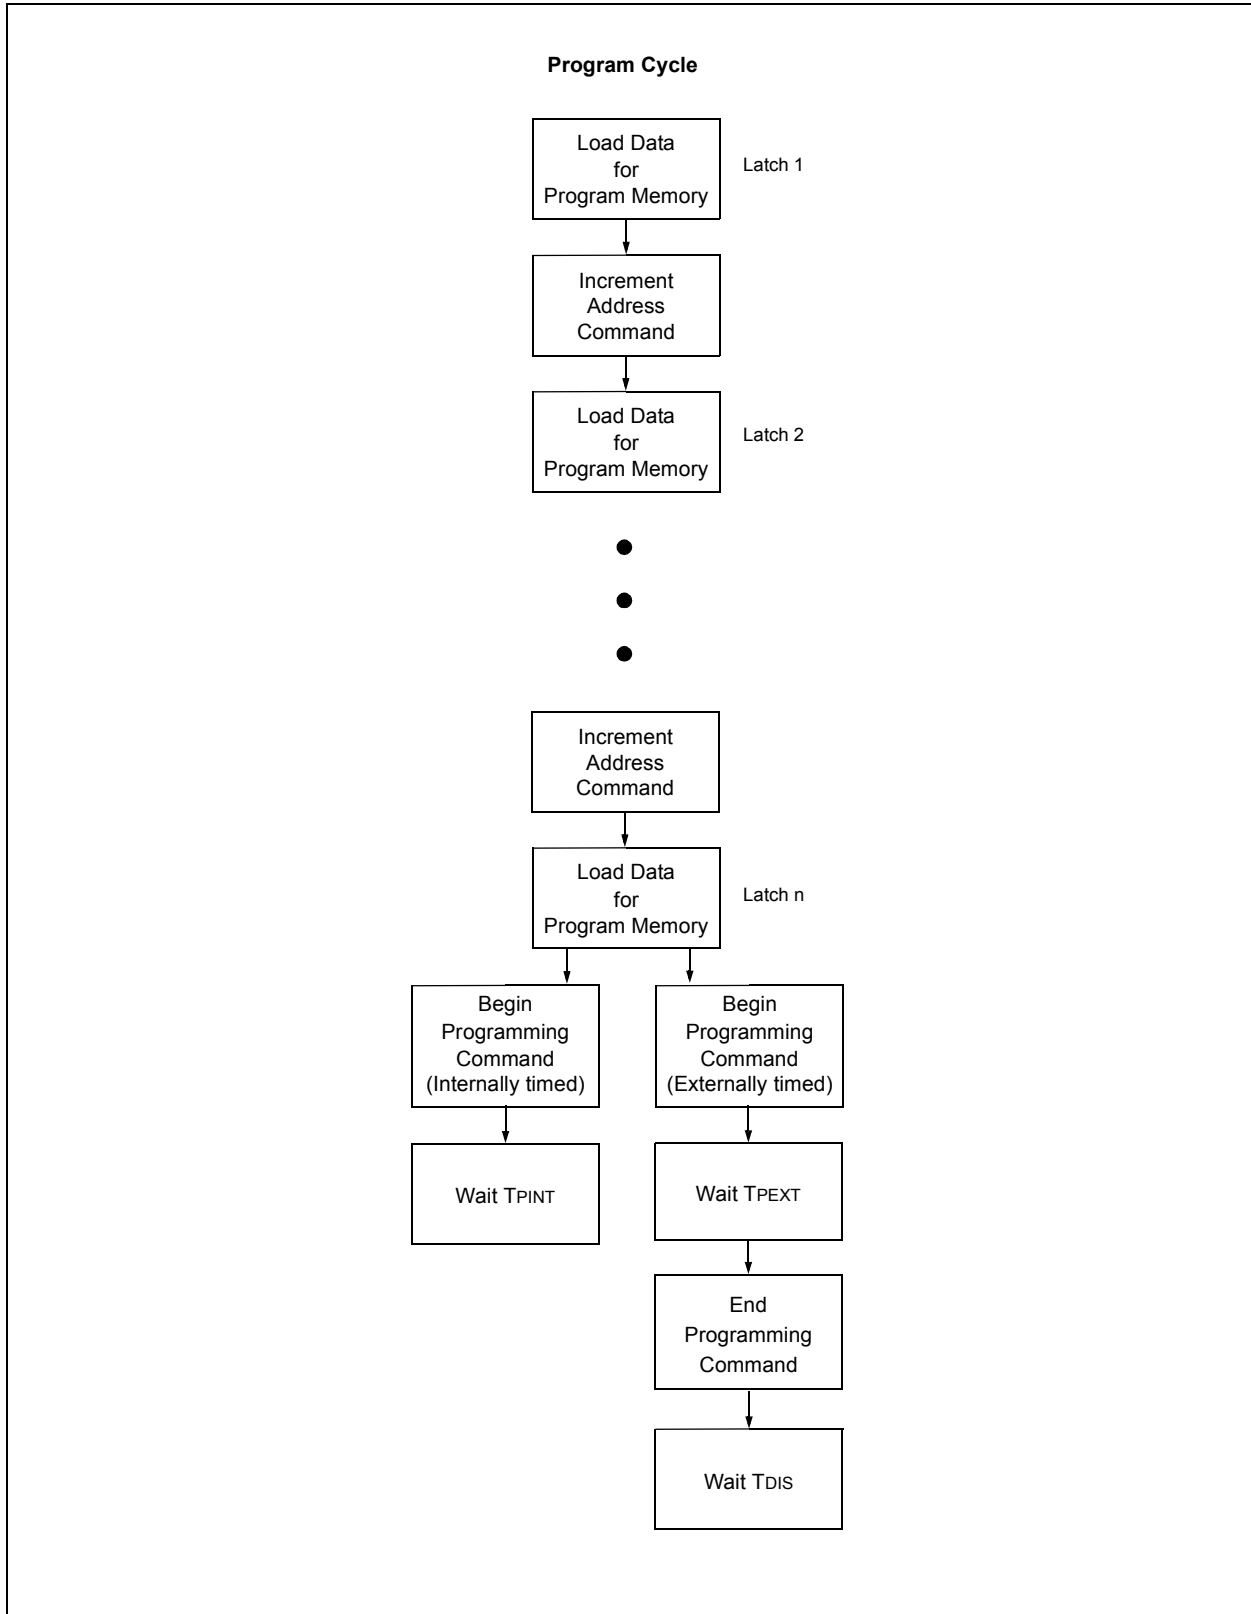 Program Cycle
Load Data
for
Program Memory
Latch 1
Increment
Address
Command
Load Data
for
Program Memory
Latch 2
Increment
Address
Command
Load Data
for
Program Memory
Latch n
Begin
Programming
Command
(Internally timed)
Begin
Programming
Command
(Externally timed)
Wait TPINT
Wait TPEXT
End
Programming
Command
Wait TDIS